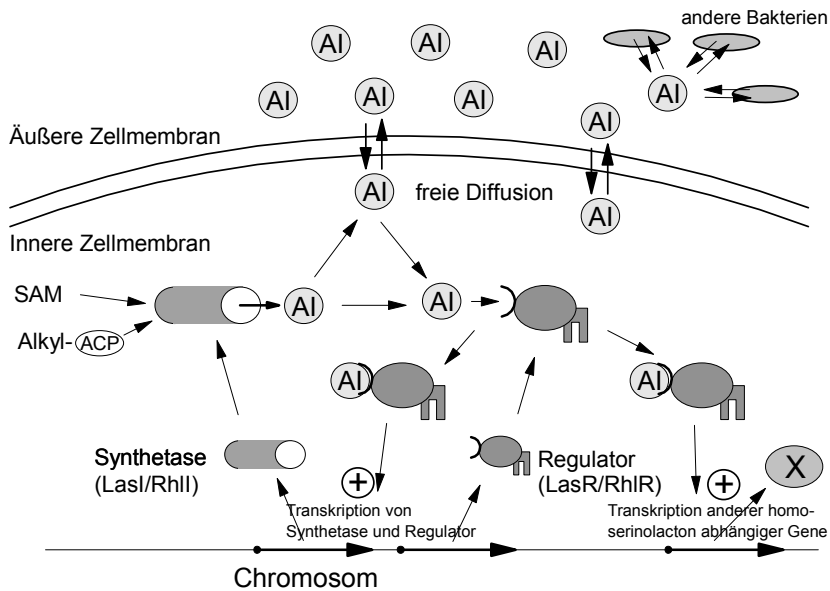 andere Bakterien
AI
AI
AI
AI
AI
AI
AI
AI
AI
Äußere Zellmembran
AI
freie Diffusion
AI
Innere Zellmembran
SAM
AI
AI
Alkyl-ACP
AI
AI
Synthetase
(LasI/RhlI)
Regulator
(LasR/RhlR)
X
+
+
Transkription von
Synthetase und Regulator
Transkription anderer homo-
serinolacton abhängiger Gene
Chromosom